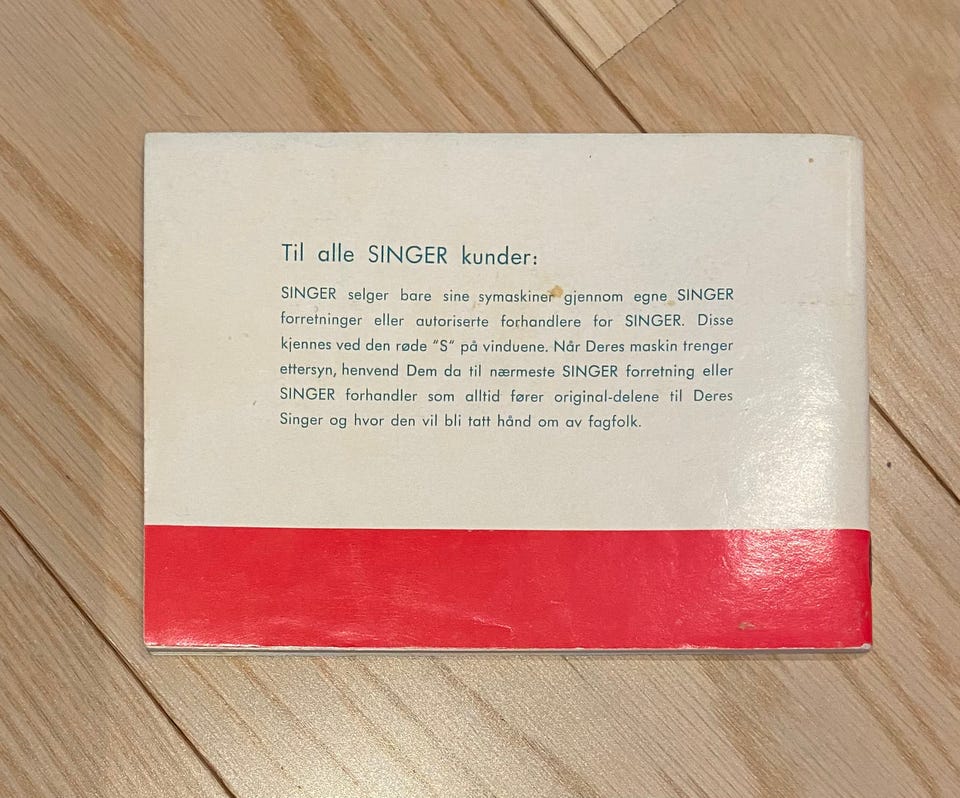 Til alle SINGER kunder:
SINGER selger bare sine symaskiner gjennom egne SINGER
forretninger eller autoriserte forhandlere for SINGER. Disse
kjennes ved den røde "S" på vinduene. Når Deres maskin trenger
ettersyn, henvend Dem da til nærmeste SINGER forretning eller
SINGER forhandler som alltid fører original-delene til Deres
Singer og hvor den vil bli tatt hånd om av fagfolk.